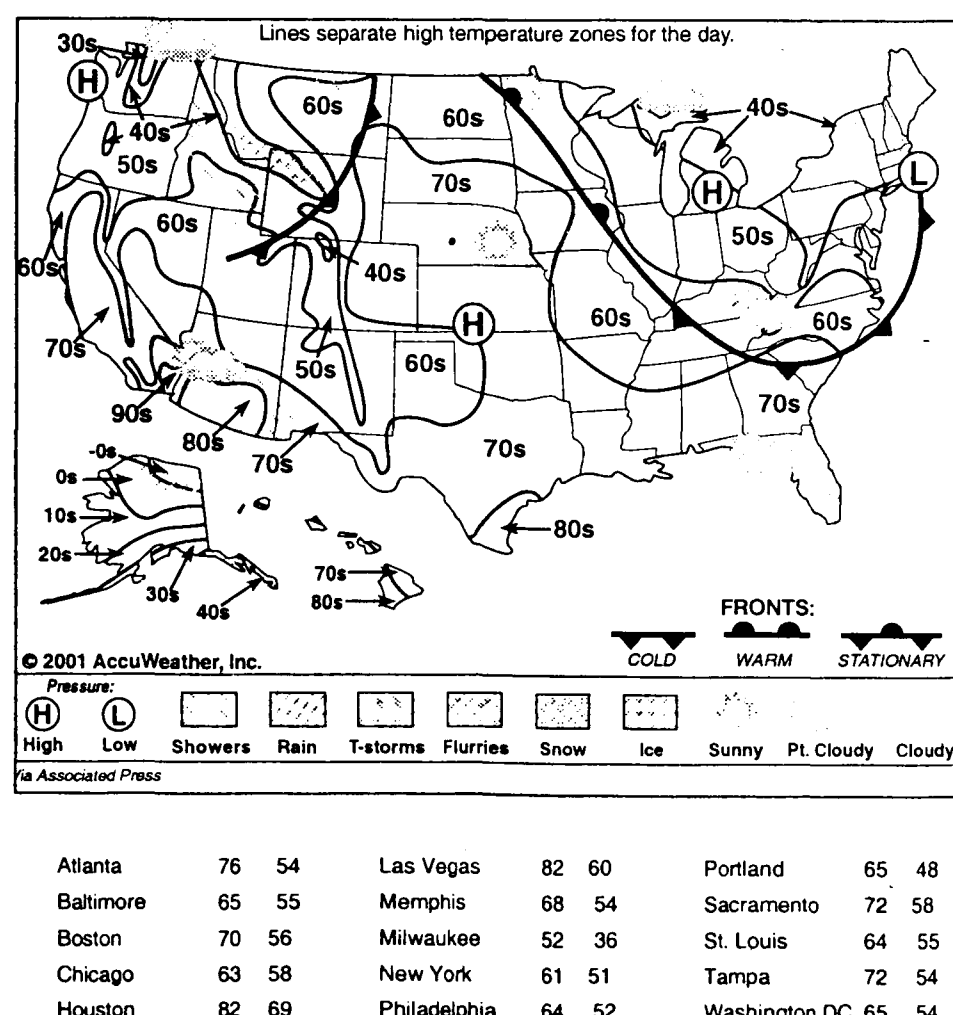 Lines separate high temperature zones for the day.
30s
H
40s
50s
60s
60s
40s
70s
60s
H
L
50s
60s
60s
40s
70s
H
60s
60s
50s
60s
90s
80s
70s
70s
70s
80s
-0s
0s
10s
20s
30s
40s
70s
80s
FRONTS:
COLD WARM STATIONARY
© 2001 AccuWeather, Inc.
Pressure:
H L
High Low Showers Rain T-storms Flurries Snow Ice Sunny Pt. Cloudy Cloudy
Via Associated Press
Atlanta 76 54 Las Vegas 82 60 Portland 65 48
Baltimore 65 55 Memphis 68 54 Sacramento 72 58
Boston 70 56 Milwaukee 52 36 St. Louis 64 55
Chicago 63 58 New York 61 51 Tampa 72 54
Houston 82 69 Philadelphia 64 52 Washington DC 65 54